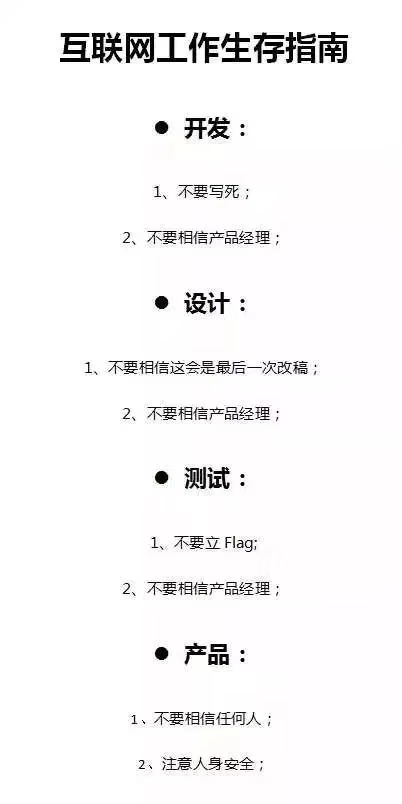 互联网工作生存指南
● 开发：
1、不要写死；
2、不要相信产品经理；
● 设计：
1、不要相信这会是最后一次改稿；
2、不要相信产品经理；
● 测试：
1、不要立 Flag;
2、不要相信产品经理；
● 产品：
1、不要相信任何人；
2、注意人身安全；